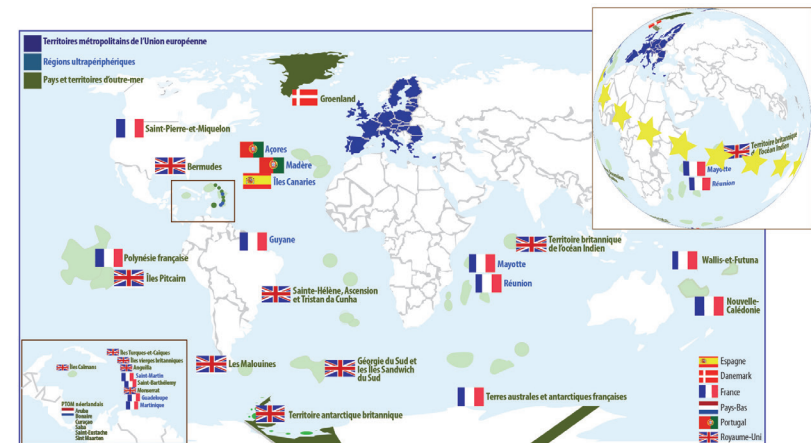 Territoires métropolitains de l'Union européenne
Régions ultrapériphériques
Pays et territoires d'outre-mer
Groenland
Saint-Pierre-et-Miquelon
Açores
Bermudes
Madère
Îles Canaries
Guyane
Polynésie française
Îles Pitcairn
Sainte-Hélène, Ascension
et Tristan da Cunha
Territoire britannique
de l'océan Indien
Mayotte
Réunion
Wallis-et-Futuna
Nouvelle-
Calédonie
Les Malouines
Géorgie du Sud et
les Îles Sandwich
du Sud
Terres australes et antarctiques françaises
Territoire antarctique britannique
Territoire britannique
de l'océan Indien
Mayotte
Réunion
Îles Turques-et-Caïques
Îles vierges britanniques
Îles Caïmans
Anguilla
Saint-Martin
Saint-Barthélemy
Montserrat
Guadeloupe
Martinique
PTOM néerlandais
Aruba
Bonaire
Curaçao
Saba
Saint-Eustache
Sint Maarten
Espagne
Danemark
France
Pays-Bas
Portugal
Royaume-Uni